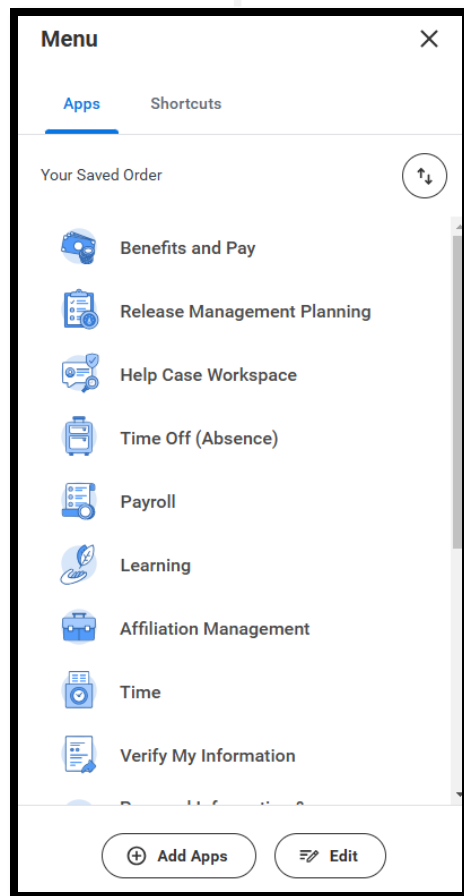 Menu
Apps Shortcuts
Your Saved Order
Benefits and Pay
Release Management Planning
Help Case Workspace
Time Off (Absence)
Payroll
Learning
Affiliation Management
Time
Verify My Information
Add Apps Edit